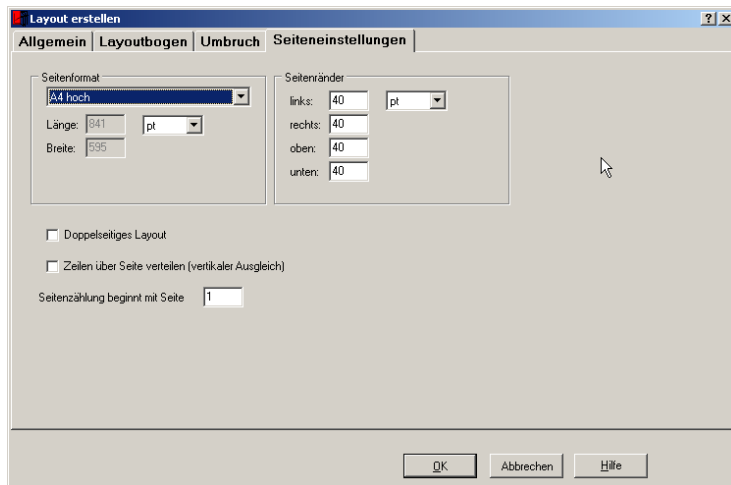 Layout erstellen
Allgemein Layoutbogen Umbruch Seiteneinstellungen
Seitenformat
A4 hoch
Länge: 841 pt
Breite: 595
Seitenränder
links: 40 pt
rechts: 40
oben: 40
unten: 40
Doppelseitiges Layout
Zeilen über Seite verteilen (vertikaler Ausgleich)
Seitenzählung beginnt mit Seite 1
OK Abbrechen Hilfe